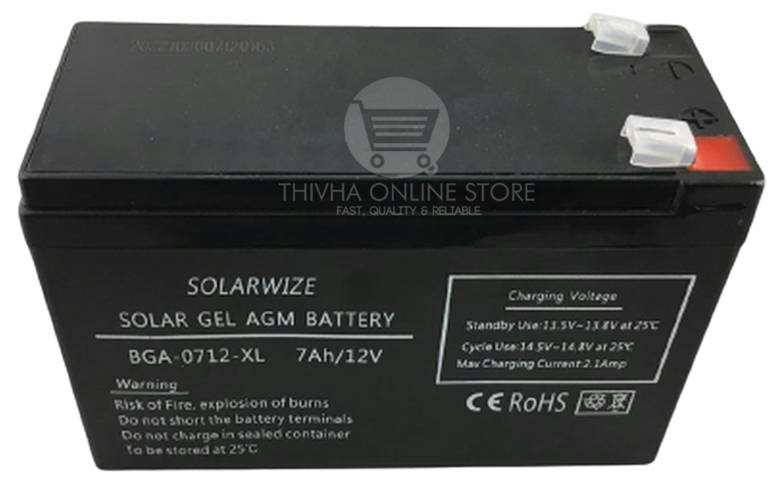 THIVHA ONLINE STORE
FAST, QUALITY & RELIABLE
SOLARWIZE
SOLAR GEL AGM BATTERY
BGA-0712-XL 7Ah/12V
Warning
Risk of Fire, explosion of burns
Do not short the battery terminals
Do not charge in sealed container
To be stored at 25℃
Charging Voltage
Standby Use:13.5V-13.8V at 25℃
Cycle Use:14.5V-14.8V at 25℃
Max Charging Current:2.1Amp
CE RoHS